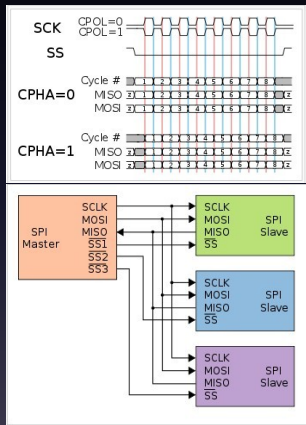 SCK CPOL=0
CPOL=1
SS
Cycle # 1 2 3 4 5 6 7 8
CPHA=0 MISO z 1 2 3 4 5 6 7 8 z
MOSI z 1 2 3 4 5 6 7 8 z
Cycle # 1 2 3 4 5 6 7 8
CPHA=1 MISO z 1 2 3 4 5 6 7 8 z
MOSI z 1 2 3 4 5 6 7 8 z
SPI
Master
SCLK
MOSI
MISO
SS1
SS2
SS3
SCLK
MOSI
MISO
SS
SPI
Slave
SCLK
MOSI
MISO
SS
SPI
Slave
SCLK
MOSI
MISO
SS
SPI
Slave